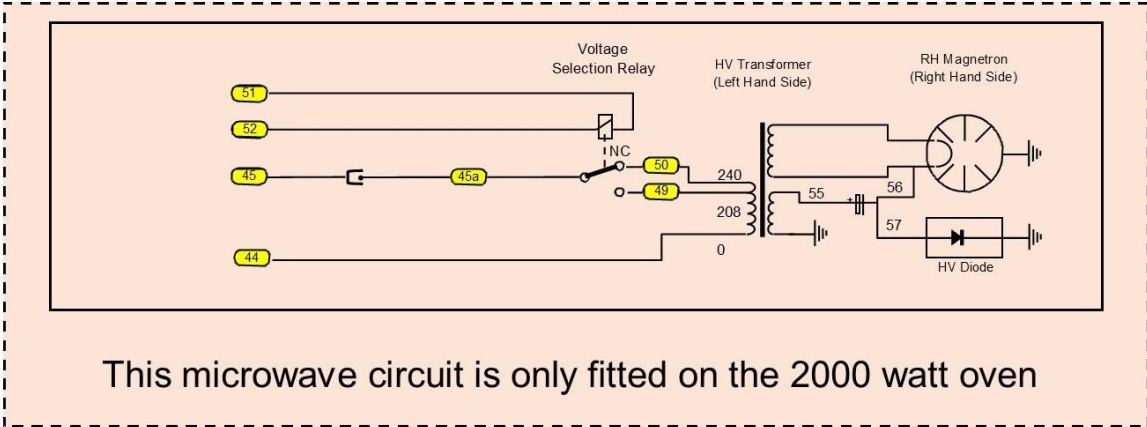 Voltage
Selection Relay
HV Transformer
(Left Hand Side)
RH Magnetron
(Right Hand Side)
51
52
NC
45
45a
50
49
240
208
0
55
56
57
44
HV Diode
This microwave circuit is only fitted on the 2000 watt oven